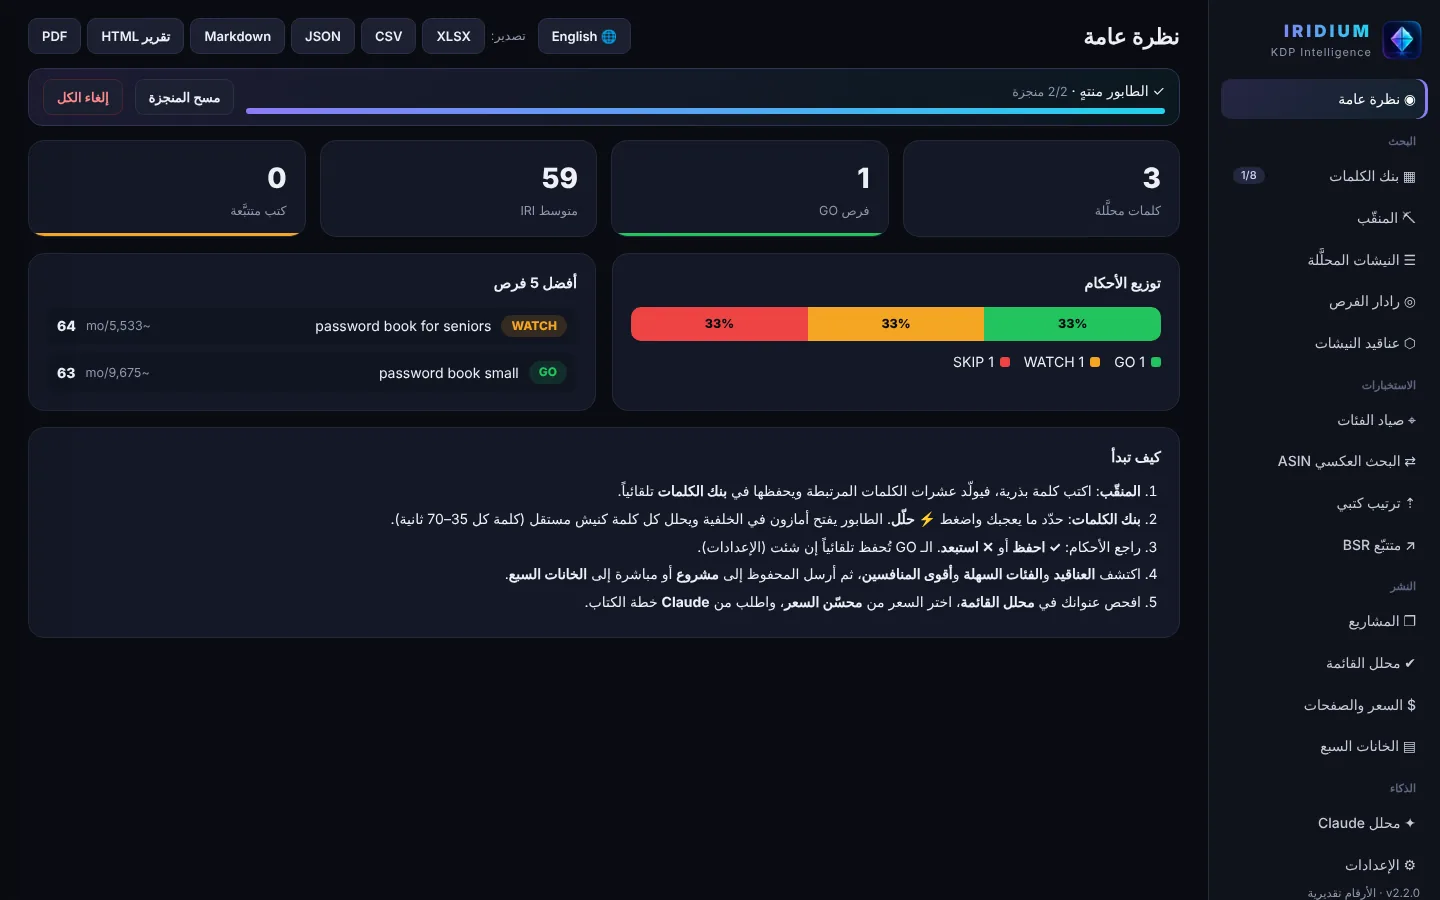 IRIDIUM
KDP Intelligence
◉ نظرة عامة
البحث
▦ بنك الكلمات 1/8
⛏ المنقّب
☰ النيشات المحلَّلة
◎ رادار الفرص
⬡ عناقيد النيشات
الاستخبارات
⌖ صياد الفئات
⇄ البحث العكسي ASIN
⇡ ترتيب كتبي
↗ متتبّع BSR
النشر
❐ المشاريع
✔ محلل القائمة
$ السعر والصفحات
▤ الخانات السبع
الذكاء
✦ محلل Claude
⚙ الإعدادات
v2.2.0 · الأرقام تقديرية
نظرة عامة
🌐 English
تصدير:
XLSX
CSV
JSON
Markdown
تقرير HTML
PDF
✓ الطابور منتهٍ · 2/2 منجزة
مسح المنجزة
إلغاء الكل
3
كلمات محلَّلة
1
فرص GO
59
متوسط IRI
0
كتب متتبَّعة
توزيع الأحكام
33% 33% 33%
GO 1 WATCH 1 SKIP 1
أفضل 5 فرص
WATCH password book for seniors ~5,533/mo 64
GO password book small ~9,675/mo 63
كيف تبدأ
1. المنقّب: اكتب كلمة بذرية، فيولّد عشرات الكلمات المرتبطة ويحفظها في بنك الكلمات تلقائياً.
2. بنك الكلمات: حدّد ما يعجبك واضغط ⚡ حلّل. الطابور يفتح أمازون في الخلفية ويحلل كل كلمة كنيش مستقل (كلمة كل 35–70 ثانية).
3. راجع الأحكام: ✓ احفظ أو ✕ استبعد. الـ GO تُحفظ تلقائياً إن شئت (الإعدادات).
4. اكتشف العناقيد والفئات السهلة وأقوى المنافسين، ثم أرسل المحفوظ إلى مشروع أو مباشرة إلى الخانات السبع.
5. افحص عنوانك في محلل القائمة، اختر السعر من محسّن السعر، واطلب من Claude خطة الكتاب.